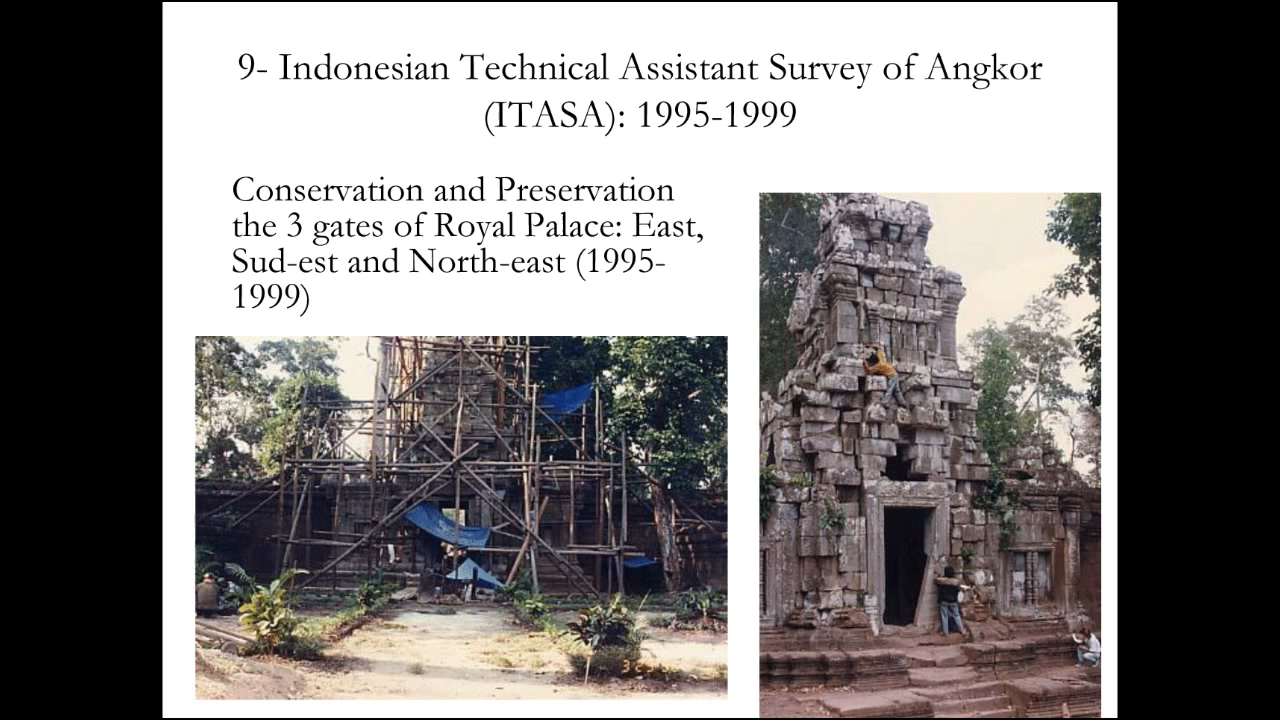 9- Indonesian Technical Assistant Survey of Angkor
(ITASA): 1995-1999
Conservation and Preservation
the 3 gates of Royal Palace: East,
Sud-est and North-east (1995-
1999)